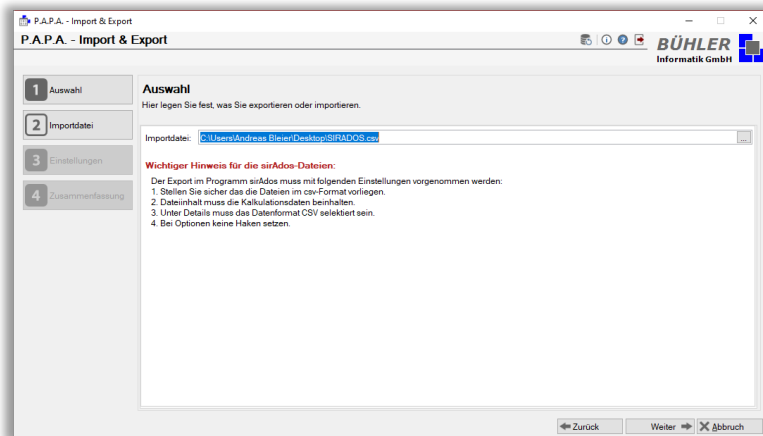 P.A.P.A. - Import & Export
P.A.P.A. - Import & Export
BÜHLER
Informatik GmbH
1 Auswahl
2 Importdatei
3 Einstellungen
4 Zusammenfassung
Auswahl
Hier legen Sie fest, was Sie exportieren oder importieren.
Importdatei: C:\Users\Andreas Bleier\Desktop\SIRADOS.csv ...
Wichtiger Hinweis für die sirAdos-Dateien:
Der Export im Programm sirAdos muss mit folgenden Einstellungen vorgenommen werden:
1. Stellen Sie sicher das die Dateien im csv-Format vorliegen.
2. Dateiinhalt muss die Kalkulationsdaten beinhalten.
3. Unter Details muss das Datenformat CSV selektiert sein.
4. Bei Optionen keine Haken setzen.
Zurück Weiter Abbruch